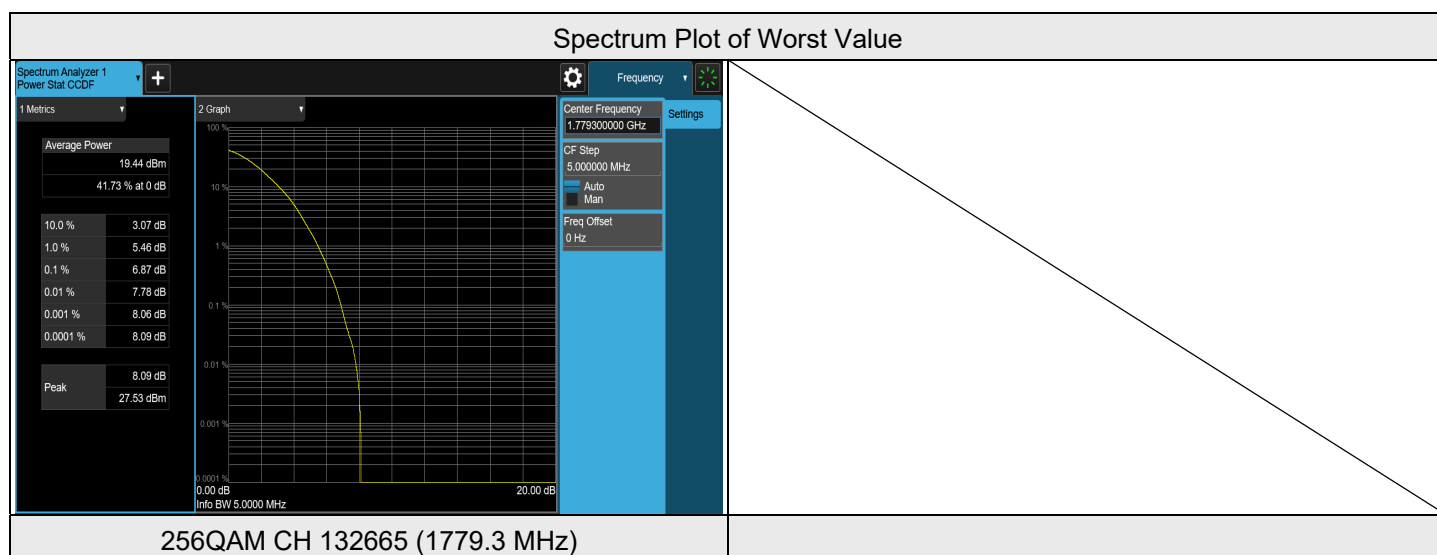 Spectrum Plot of Worst Value
Spectrum Analyzer 1
Power Stat CCDF
+
Frequency
1 Metrics
2 Graph
Center Frequency
1.779300000 GHz
Settings
CF Step
5.000000 MHz
Auto
Man
Freq Offset
0 Hz
Average Power
19.44 dBm
41.73 % at 0 dB
10.0 % 3.07 dB
1.0 % 5.46 dB
0.1 % 6.87 dB
0.01 % 7.78 dB
0.001 % 8.06 dB
0.0001 % 8.09 dB
Peak
8.09 dB
27.53 dBm
100 %
10 %
1 %
0.1 %
0.01 %
0.001 %
0.0001 %
0.00 dB 20.00 dB
Info BW 5.0000 MHz
256QAM CH 132665 (1779.3 MHz)